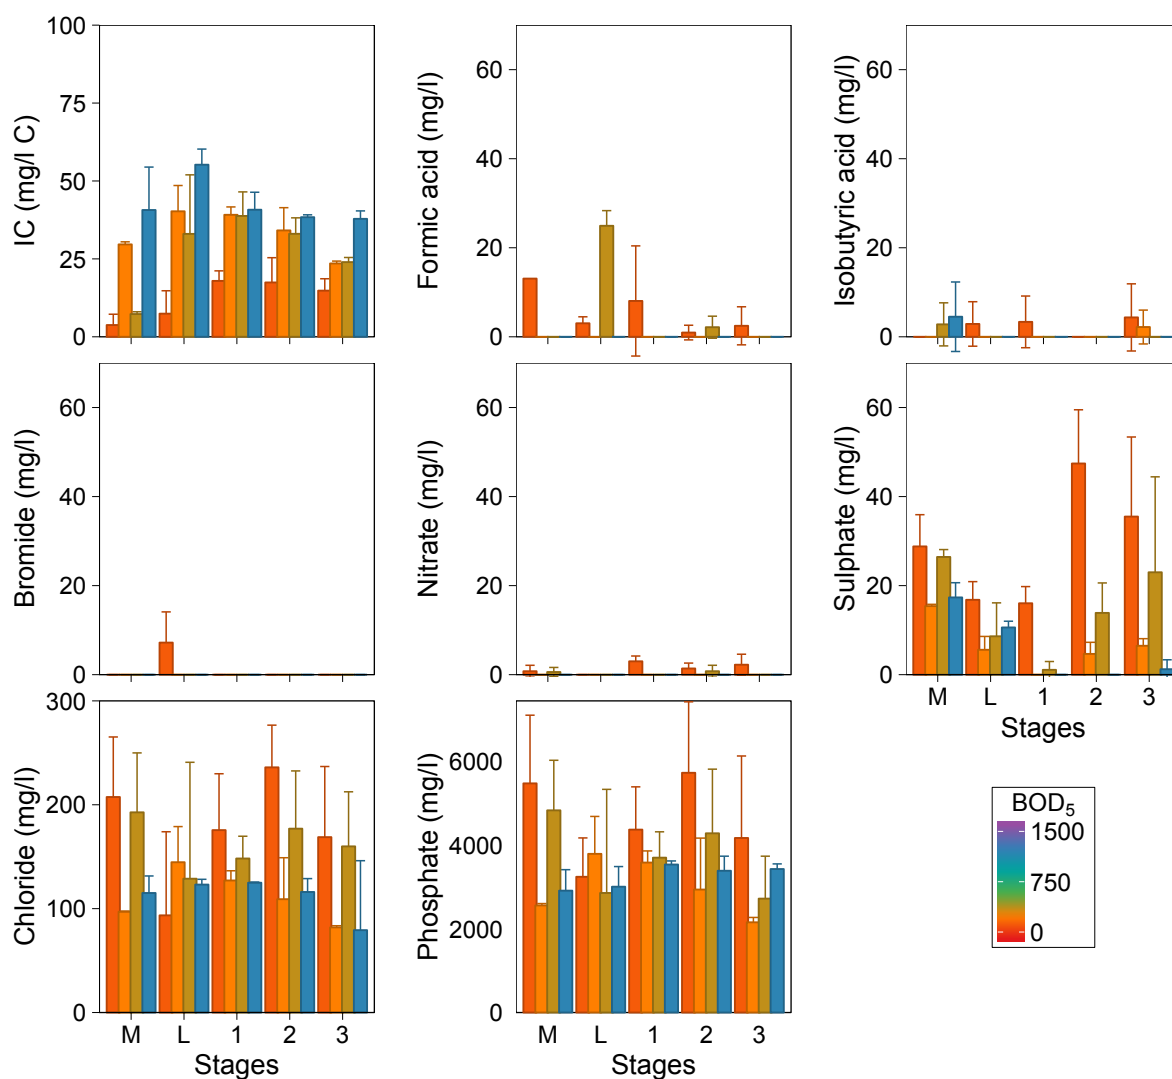 100
75
50
25
0
IC (mg/l C)
60
40
20
0
Formic acid (mg/l)
60
40
20
0
Isobutyric acid (mg/l)
60
40
20
0
Bromide (mg/l)
60
40
20
0
Nitrate (mg/l)
60
40
20
0
Sulphate (mg/l)
M L 1 2 3
Stages
300
200
100
0
Chloride (mg/l)
M L 1 2 3
Stages
6000
4000
2000
0
Phosphate (mg/l)
M L 1 2 3
Stages
BOD5
1500
750
0